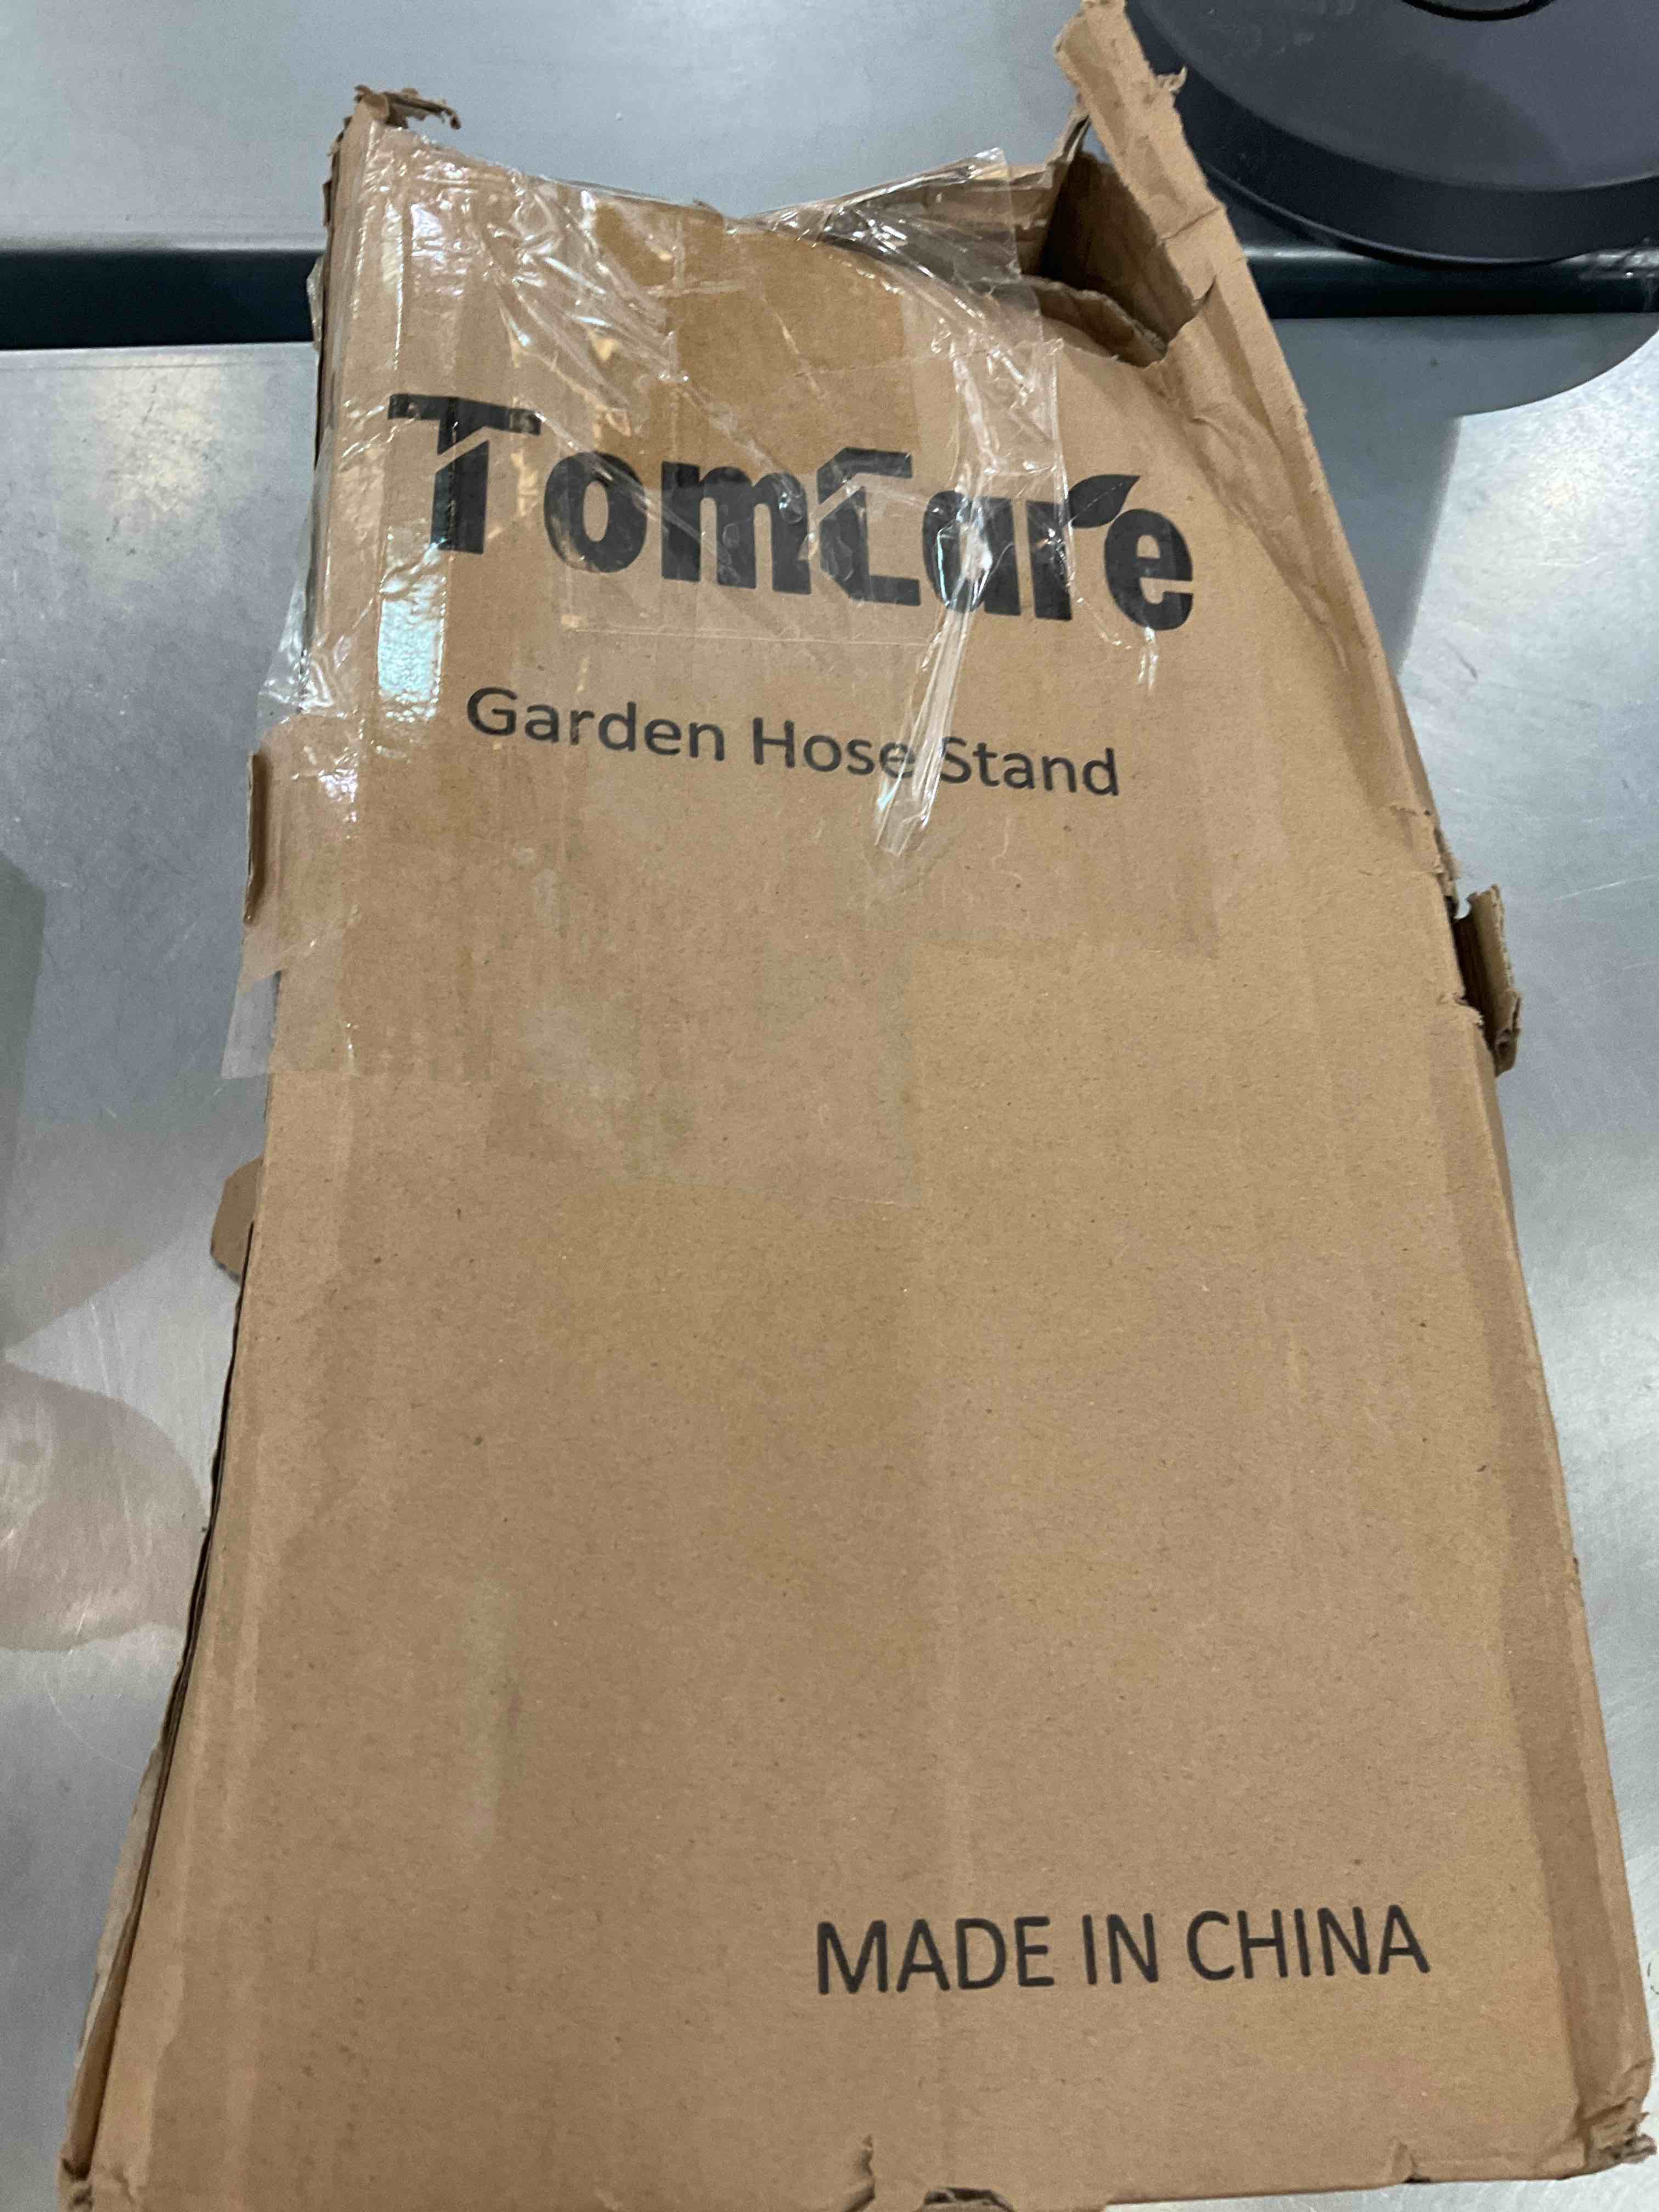 TomCare
Garden Hose Stand
MADE IN CHINA